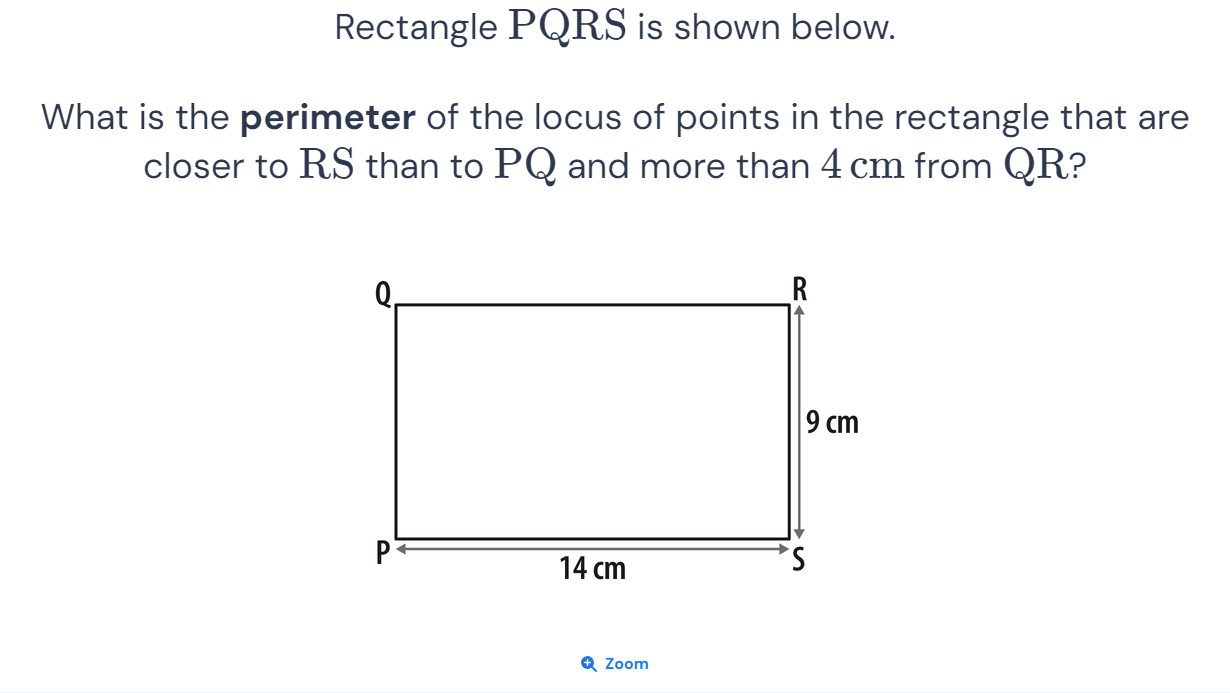 Rectangle PQRS is shown below.
What is the perimeter of the locus of points in the rectangle that are
closer to RS than to PQ and more than 4 cm from QR?
Q
R
9 cm
P
S
14 cm
Zoom